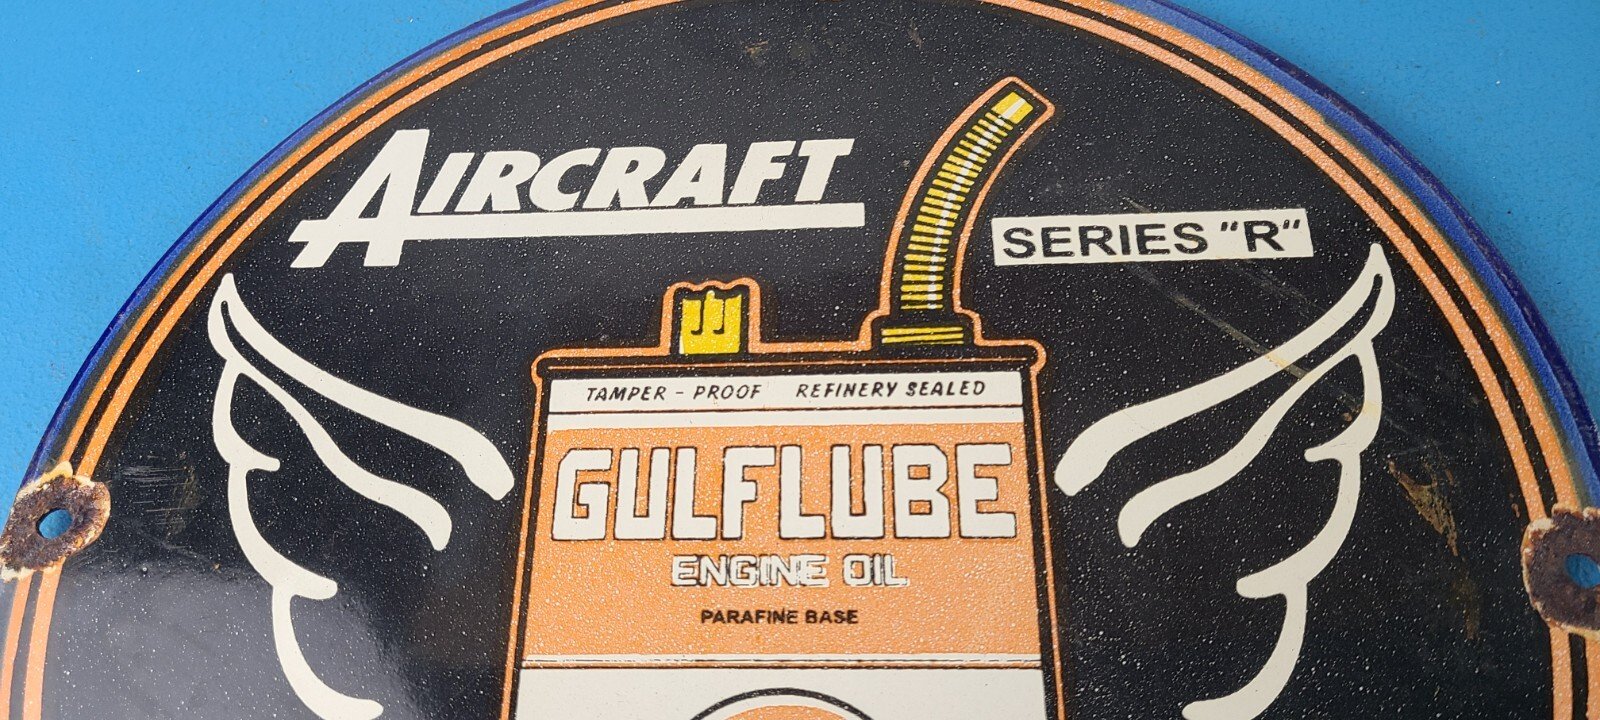 AIRCRAFT
SERIES "R"
TAMPER - PROOF REFINERY SEALED
GULFLUBE
ENGINE OIL
PARAFINE BASE